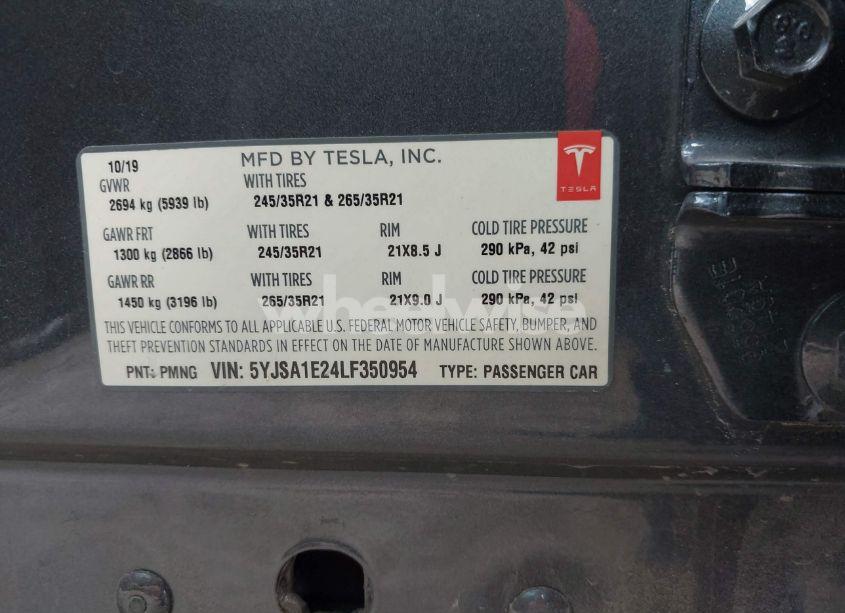 10/19 MFD BY TESLA, INC.
TESLA
GVWR WITH TIRES
2694 kg (5939 lb) 245/35R21 & 265/35R21
GAWR FRT WITH TIRES RIM COLD TIRE PRESSURE
1300 kg (2866 lb) 245/35R21 21X8.5 J 290 kPa, 42 psi
GAWR RR WITH TIRES RIM COLD TIRE PRESSURE
1450 kg (3196 lb) 265/35R21 21X9.0 J 290 kPa, 42 psi
wheelwise
THIS VEHICLE CONFORMS TO ALL APPLICABLE U.S. FEDERAL MOTOR VEHICLE SAFETY, BUMPER, AND
THEFT PREVENTION STANDARDS IN EFFECT ON THE DATE OF MANUFACTURE SHOWN ABOVE.
PNT: PMNG VIN: 5YJSA1E24LF350954 TYPE: PASSENGER CAR